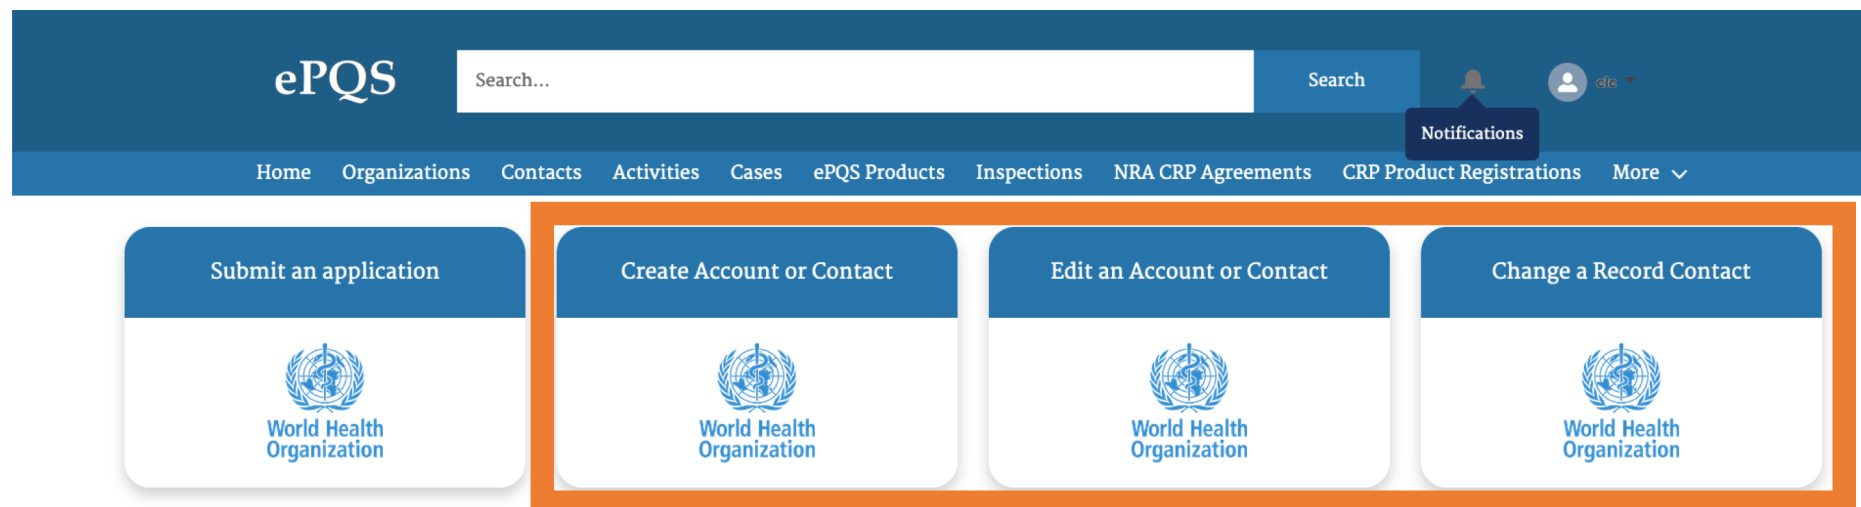 ePQS Search... Search clc
Notifications
Home Organizations Contacts Activities Cases ePQS Products Inspections NRA CRP Agreements CRP Product Registrations More
Submit an application Create Account or Contact Edit an Account or Contact Change a Record Contact
World Health
Organization
World Health
Organization
World Health
Organization
World Health
Organization